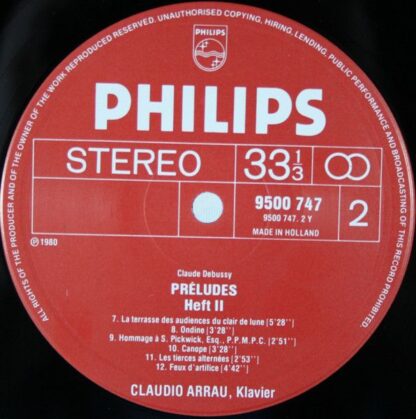 ALL RIGHTS OF THE PRODUCER AND OF THE OWNER OF THE WORK REPRODUCED RESERVED. UNAUTHORISED COPYING, HIRING, LENDING, PUBLIC PERFORMANCE AND BROADCASTING OF THIS RECORD PROHIBITED.
PHILIPS
PHILIPS
STEREO
33 1/3
9500 747
9500 747. 2 Y
MADE IN HOLLAND
2
℗ 1980
Claude Debussy
PRÉLUDES
Heft II
7. La terrasse des audiences du clair de lune [5'28'']
8. Ondine [3'28'']
9. Hommage à S. Pickwick, Esq., P.P.M.P.C. [2'51'']
10. Canope [3'28'']
11. Les tierces alternées [2'53'']
12. Feux d'artifice [4'42'']
CLAUDIO ARRAU, Klavier